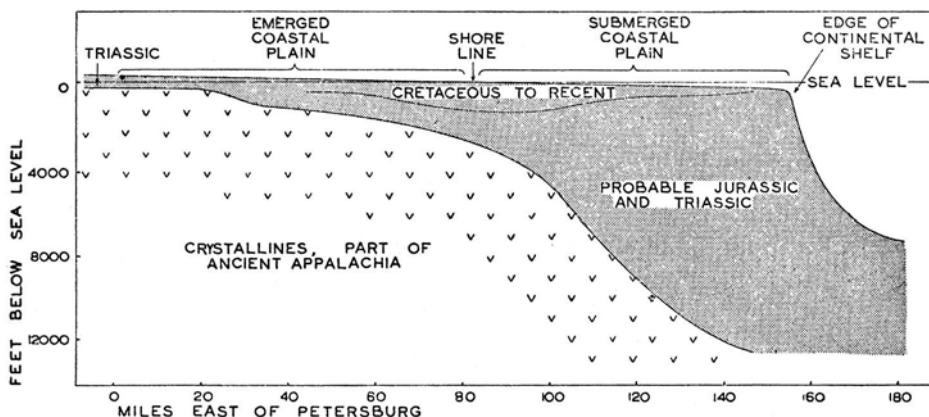 EMERGED
COASTAL
PLAIN
SUBMERGED
COASTAL
PLAIN
EDGE OF
CONTINENTAL
SHELF
TRIASSIC
SHORE
LINE
SEA LEVEL
CRETACEOUS TO RECENT
PROBABLE JURASSIC
AND TRIASSIC
CRYSTALLINES, PART OF
ANCIENT APPALACHIA
FEET BELOW SEA LEVEL
0
4000
8000
12000
0 20 40 60 80 100 120 140 160 180
MILES EAST OF PETERSBURG